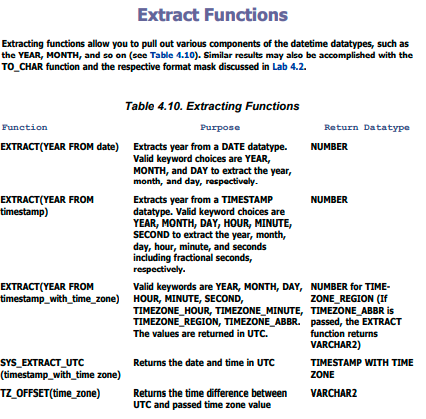 Extract Functions
Extracting functions allow you to pull out various components of the datetime datatypes, such as
the YEAR, MONTH, and so on (see Table 4.10). Similar results may also be accomplished with the
TO_CHAR function and the respective format mask discussed in Lab 4.2.
Table 4.10. Extracting Functions
Function Purpose Return Datatype
EXTRACT(YEAR FROM date) Extracts year from a DATE datatype. NUMBER
Valid keyword choices are YEAR,
MONTH, and DAY to extract the year,
month, and day, respectively.
EXTRACT(YEAR FROM Extracts year from a TIMESTAMP NUMBER
timestamp) datatype. Valid keyword choices are
YEAR, MONTH, DAY, HOUR, MINUTE,
SECOND to extract the year, month,
day, hour, minute, and seconds
including fractional seconds,
respectively.
EXTRACT(YEAR FROM Valid keywords are YEAR, MONTH, DAY, NUMBER for TIME-
timestamp_with_time_zone) HOUR, MINUTE, SECOND, ZONE_REGION (If
TIMEZONE_HOUR, TIMEZONE_MINUTE, TIMEZONE_ABBR is
TIMEZONE_REGION, TIMEZONE_ABBR. passed, the EXTRACT
The values are returned in UTC. function returns
VARCHAR2)
SYS_EXTRACT_UTC Returns the date and time in UTC TIMESTAMP WITH TIME
(timestamp_with_time zone) ZONE
TZ_OFFSET(time_zone) Returns the time difference between VARCHAR2
UTC and passed time zone value